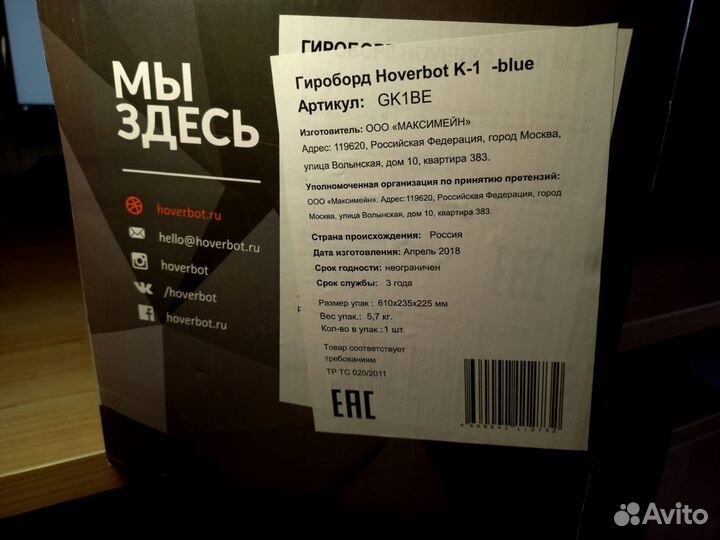 МЫ
ЗДЕСЬ
hoverbot.ru
hello@hoverbot.ru
hoverbot
/hoverbot
hoverbot.ru
ГИРОБОРД
Гироборд Hoverbot K-1 -blue
Артикул: GK1BE
Изготовитель: ООО «МАКСИМЕЙН»
Адрес: 119620, Российская Федерация, город Москва,
улица Волынская, дом 10, квартира 383.
Уполномоченная организация по принятию претензий:
ООО «Максимейн». Адрес:119620, Российская Федерация, город
Москва, улица Волынская, дом 10, квартира 383.
Страна происхождения: Россия
Дата изготовления: Апрель 2018
Срок годности: неограничен
Срок службы: 3 года
Размер упак : 610x235x225 мм
Вес упак.: 5,7 кг.
Кол-во в упак.: 1 шт.
Товар соответствует
требованиям
ТР ТС 020/2011
EAC
Avito